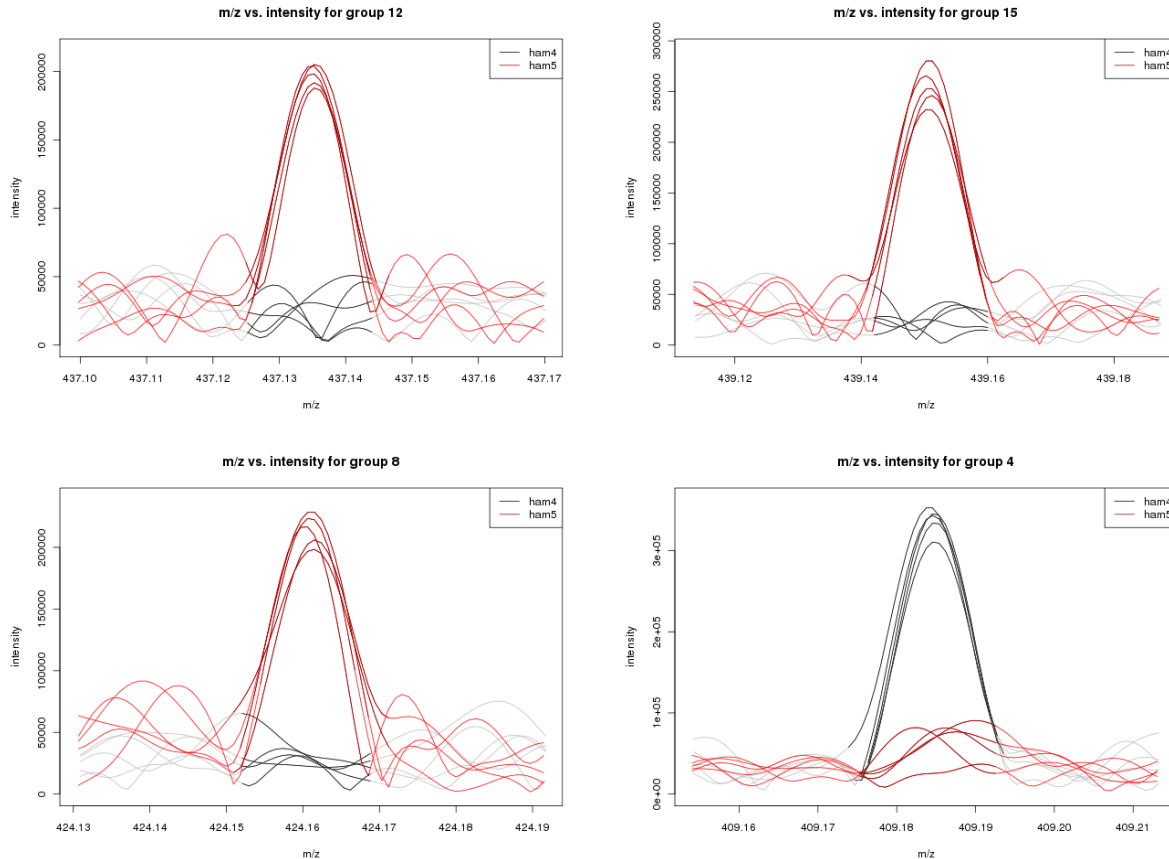 m/z vs. intensity for group 12
intensity
200000
150000
100000
50000
0
437.10 437.11 437.12 437.13 437.14 437.15 437.16 437.17
m/z
ham4
ham5
m/z vs. intensity for group 15
intensity
300000
250000
200000
150000
100000
50000
0
439.12 439.14 439.16 439.18
m/z
ham4
ham5
m/z vs. intensity for group 8
intensity
200000
150000
100000
50000
0
424.13 424.14 424.15 424.16 424.17 424.18 424.19
m/z
ham4
ham5
m/z vs. intensity for group 4
intensity
3e+05
2e+05
1e+05
0e+00
409.16 409.17 409.18 409.19 409.20 409.21
m/z
ham4
ham5